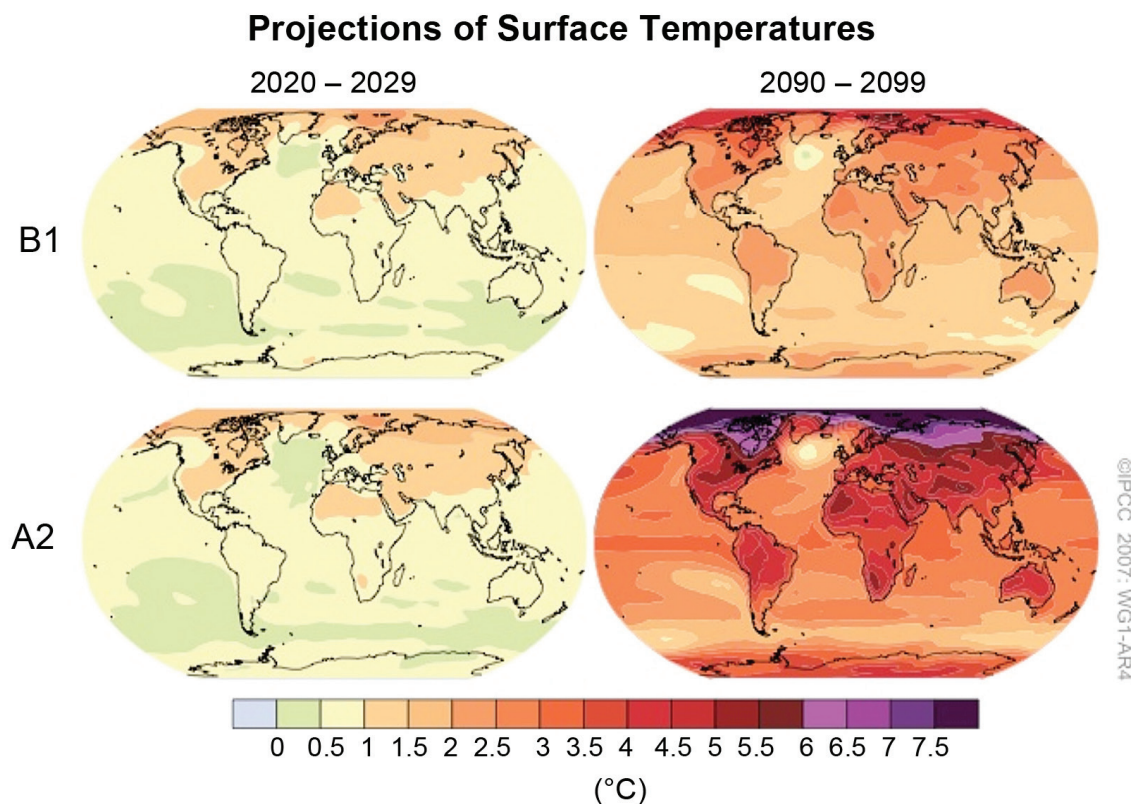 Projections of Surface Temperatures
2020 – 2029 2090 – 2099
B1
A2
0 0.5 1 1.5 2 2.5 3 3.5 4 4.5 5 5.5 6 6.5 7 7.5
(°C)
©IPCC 2007: WG1-AR4